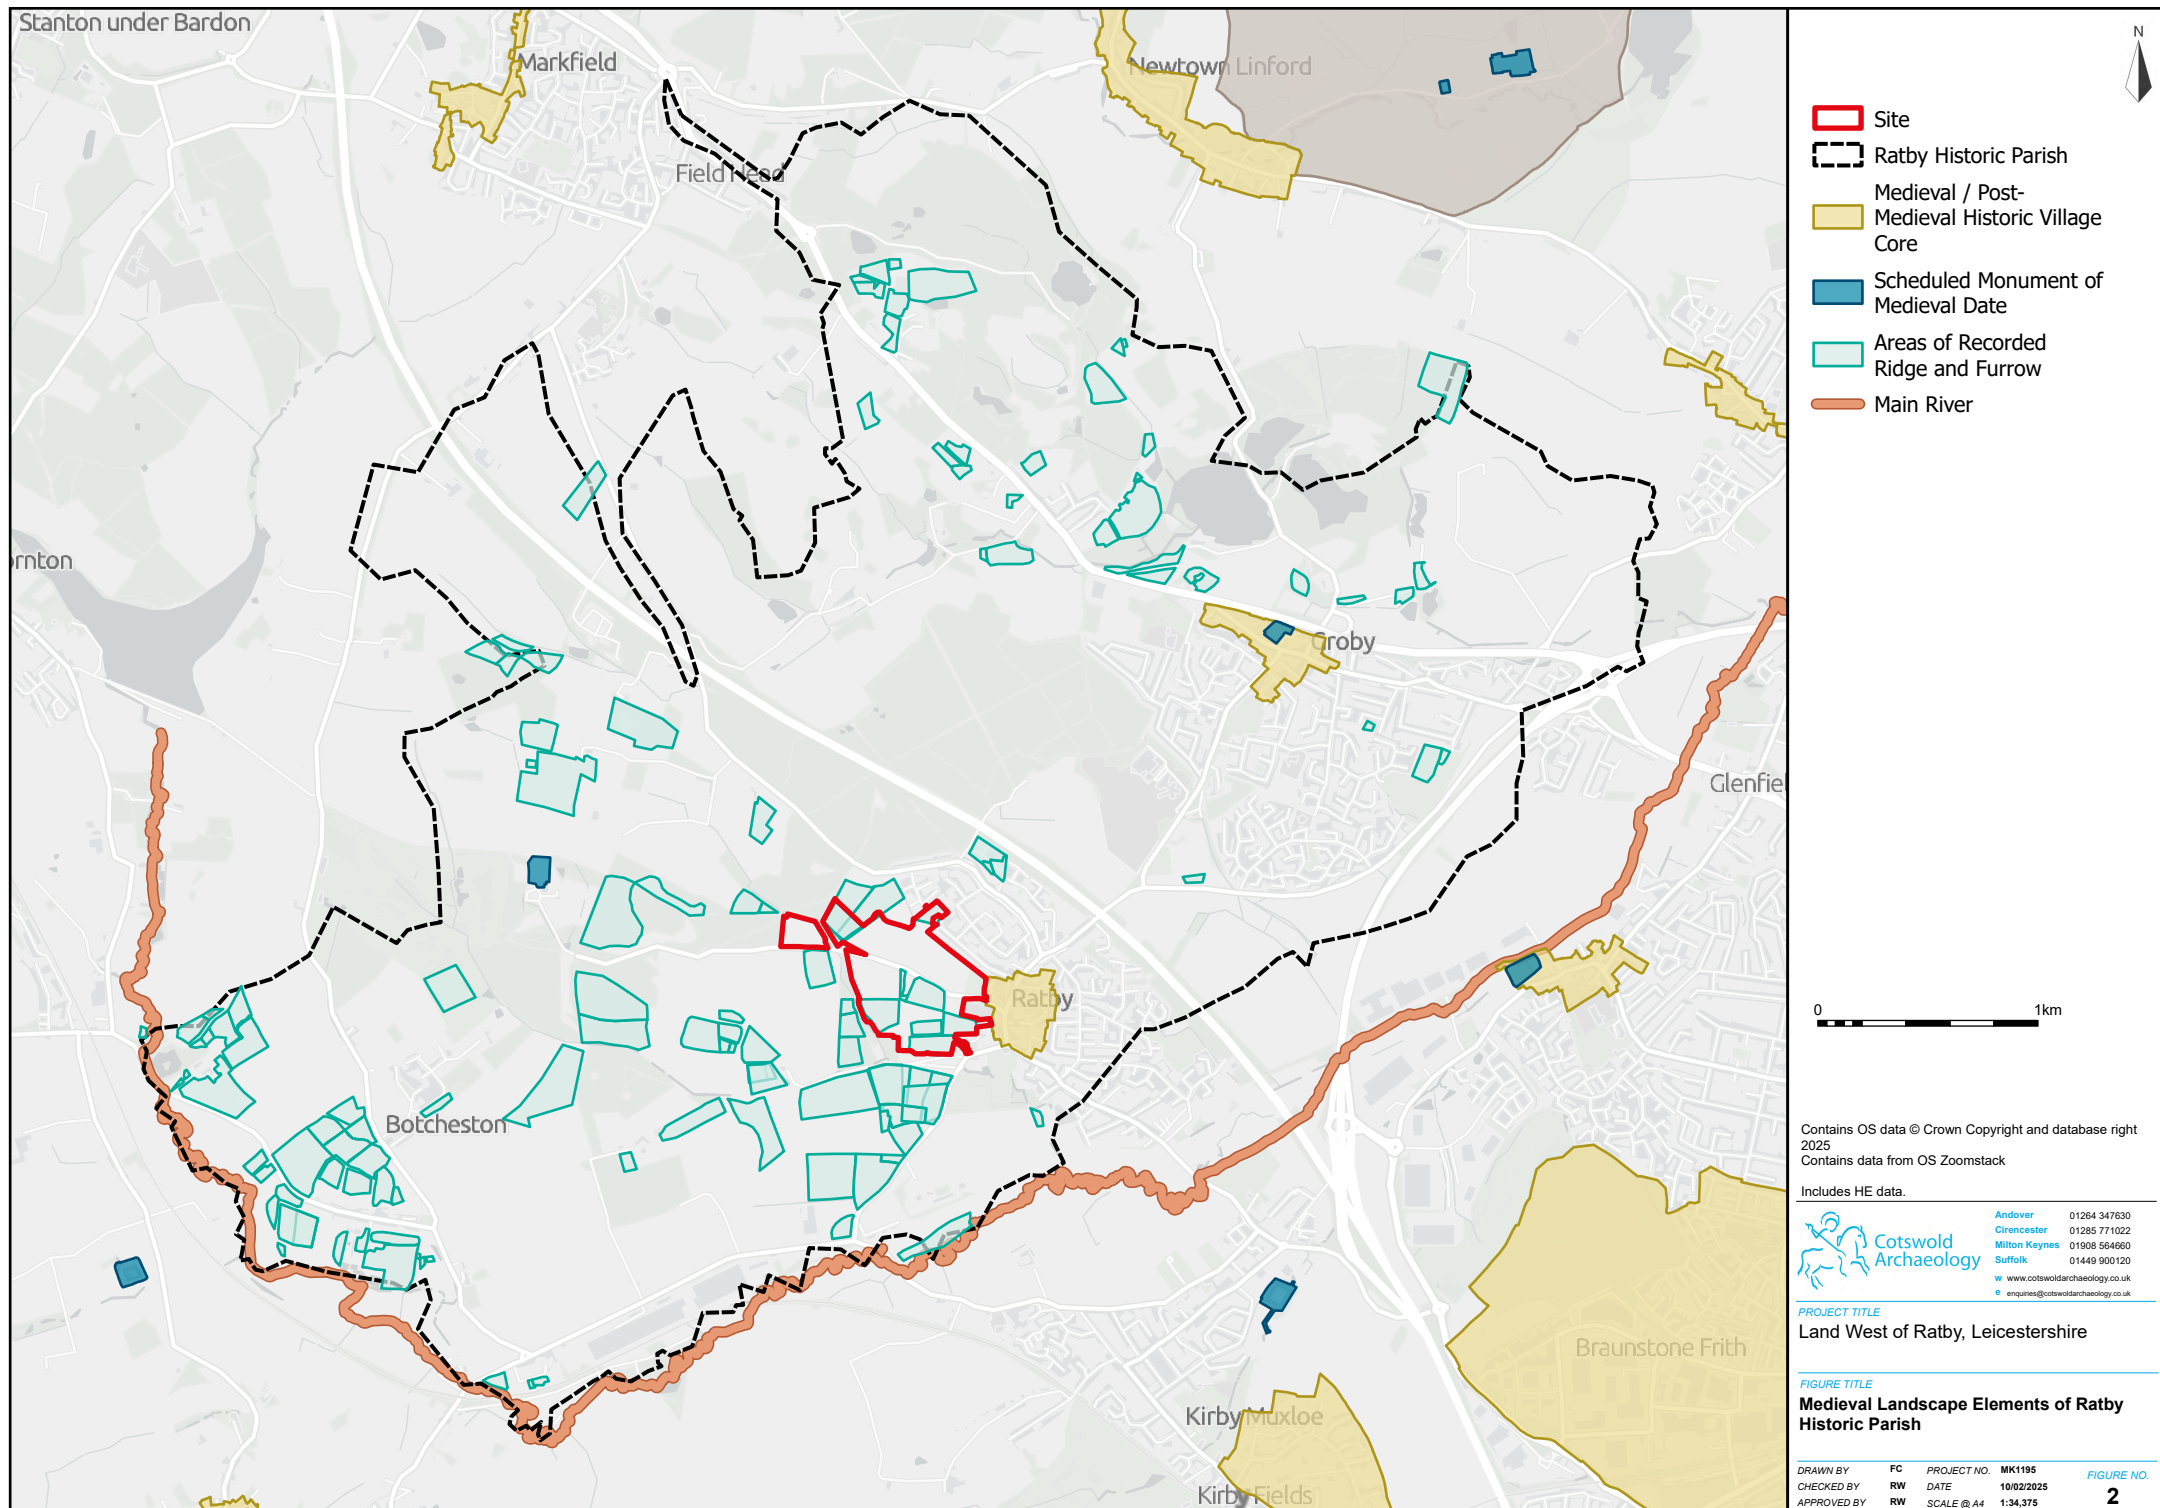 Stanton under Bardon
Markfield
Newtown Linford
Field Head
ornton
Groby
Glenfiel
Ratby
Botcheston
Braunstone Frith
Kirby Muxloe
Kirby Fields
N
Site
Ratby Historic Parish
Medieval / Post-
Medieval Historic Village
Core
Scheduled Monument of
Medieval Date
Areas of Recorded
Ridge and Furrow
Main River
0 1km
Contains OS data © Crown Copyright and database right
2025
Contains data from OS Zoomstack
Includes HE data.
Cotswold
Archaeology
Andover 01264 347630
Cirencester 01285 771022
Milton Keynes 01908 564660
Suffolk 01449 900120
w www.cotswoldarchaeology.co.uk
e enquiries@cotswoldarchaeology.co.uk
PROJECT TITLE
Land West of Ratby, Leicestershire
FIGURE TITLE
Medieval Landscape Elements of Ratby
Historic Parish
DRAWN BY FC PROJECT NO. MK1195
CHECKED BY RW DATE 10/02/2025
APPROVED BY RW SCALE @ A4 1:34,375
FIGURE NO.
2